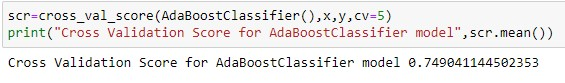 scr=cross_val_score(AdaBoostClassifier(),x,y,cv=5)
print("Cross Validation Score for AdaBoostClassifier model",scr.mean())
Cross Validation Score for AdaBoostClassifier model 0.749041144502353